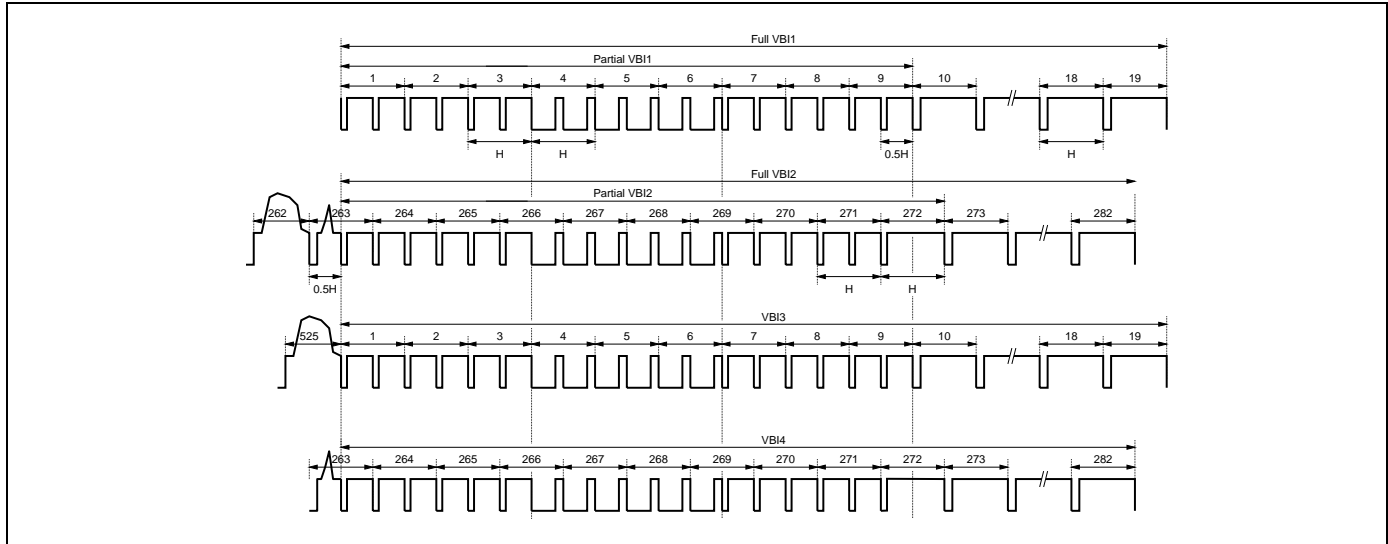 Full VBI1
Partial VBI1
1 2 3 4 5 6 7 8 9 10 18 19
H H 0.5H H
Full VBI2
Partial VBI2
262 263 264 265 266 267 268 269 270 271 272 273 282
0.5H H H
VBI3
525 1 2 3 4 5 6 7 8 9 10 18 19
VBI4
263 264 265 266 267 268 269 270 271 272 273 282